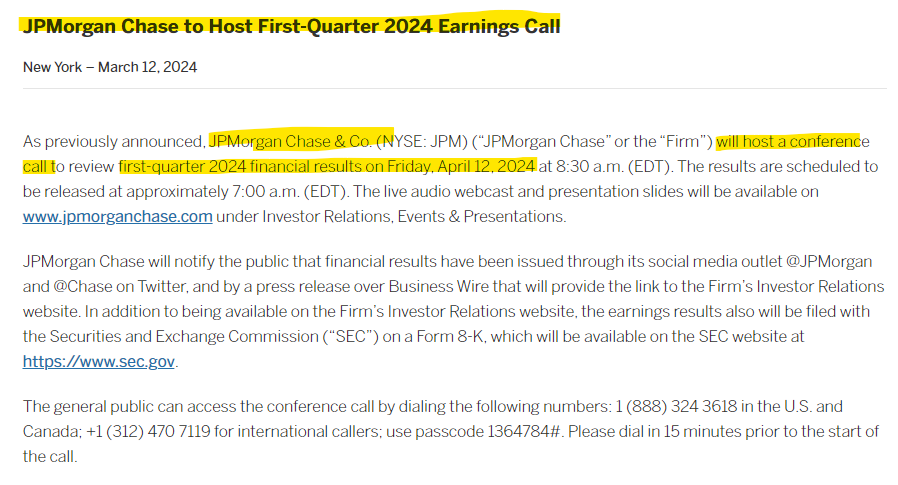 JPMorgan Chase to Host First-Quarter 2024 Earnings Call
New York – March 12, 2024
As previously announced, JPMorgan Chase & Co. (NYSE: JPM) (“JPMorgan Chase” or the “Firm”) will host a conference
call to review first-quarter 2024 financial results on Friday, April 12, 2024 at 8:30 a.m. (EDT). The results are scheduled to
be released at approximately 7:00 a.m. (EDT). The live audio webcast and presentation slides will be available on
www.jpmorganchase.com under Investor Relations, Events & Presentations.
JPMorgan Chase will notify the public that financial results have been issued through its social media outlet @JPMorgan
and @Chase on Twitter, and by a press release over Business Wire that will provide the link to the Firm’s Investor Relations
website. In addition to being available on the Firm’s Investor Relations website, the earnings results also will be filed with
the Securities and Exchange Commission (“SEC”) on a Form 8-K, which will be available on the SEC website at
https://www.sec.gov.
The general public can access the conference call by dialing the following numbers: 1 (888) 324 3618 in the U.S. and
Canada; +1 (312) 470 7119 for international callers; use passcode 1364784#. Please dial in 15 minutes prior to the start of
the call.